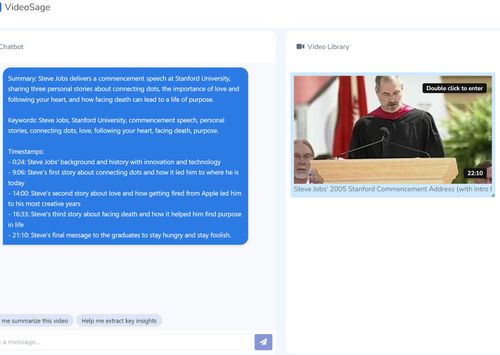 VideoSage
Chatbot
Summary: Steve Jobs delivers a commencement speech at Stanford University,
sharing three personal stories about connecting dots, the importance of love and
following your heart, and how facing death can lead to a life of purpose.
Keywords: Steve Jobs, Stanford University, commencement speech, personal
stories, connecting dots, love, following your heart, facing death, purpose.
Timestamps:
- 0:24: Steve Jobs' background and history with innovation and technology
- 9:06: Steve's first story about connecting dots and how it led him to where he is
today
- 14:00: Steve's second story about love and how getting fired from Apple led him
to his most creative years
- 16:33: Steve's third story about facing death and how it helped him find purpose
in life
- 21:10: Steve's final message to the graduates to stay hungry and stay foolish.
me summarize this video
Help me extract key insights
a message...
Video Library
Double click to enter
22:10
Steve Jobs' 2005 Stanford Commencement Address (with intro